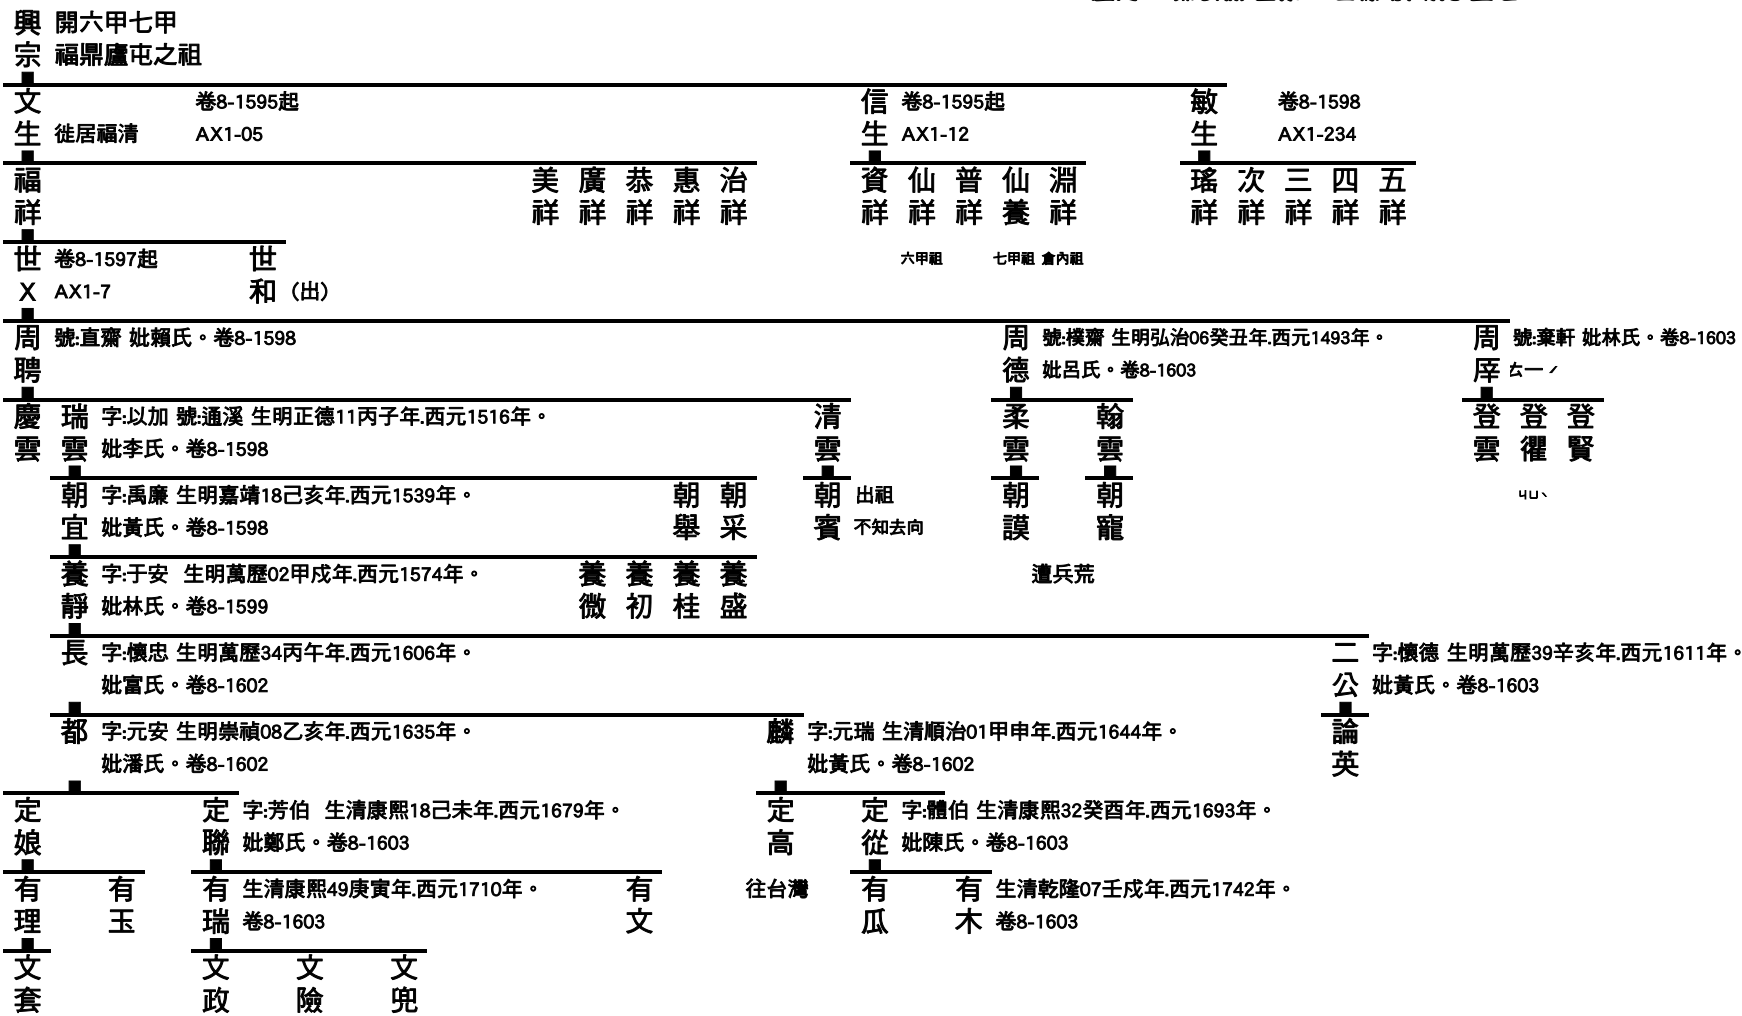 興宗 開六甲七甲
福鼎廬屯之祖
文生 徙居福清 卷8-1595起
AX1-05
信生 卷8-1595起
AX1-12
敏生 卷8-1598
AX1-234
福祥 美祥 廣祥 恭祥 惠祥 治祥
資祥 仙祥 普祥 仙養 淵祥
瑤祥 次祥 三祥 四祥 五祥
六甲祖 七甲祖 倉內祖
世X 卷8-1597起
AX1-7
世和(出)
周聘 號:直齋 妣賴氏。卷8-1598
周德 號:樸齋 生明弘治06癸丑年.西元1493年。
妣呂氏。卷8-1603
周厗 號:棄軒 妣林氏。卷8-1603
ㄊㄧˊ
慶雲
瑞雲 字:以加 號:通溪 生明正德11丙子年.西元1516年。
妣李氏。卷8-1598
清雲
柔雲 翰雲
登雲 登衢 登賢
朝宜 字:禹廉 生明嘉靖18己亥年.西元1539年。
妣黃氏。卷8-1598
朝舉 朝采
朝賓 出祖
不知去向
朝謨 朝寵
遭兵荒
養靜 字:于安 生明萬歷02甲戍年.西元1574年。
妣林氏。卷8-1599
養微 養初 養桂 養盛
長 字:懷忠 生明萬歷34丙午年.西元1606年。
妣富氏。卷8-1602
二公 字:懷德 生明萬歷39辛亥年.西元1611年。
妣黃氏。卷8-1603
都 字:元安 生明崇禎08乙亥年.西元1635年。
妣潘氏。卷8-1602
麟 字:元瑞 生清順治01甲申年.西元1644年。
妣黃氏。卷8-1602
論英
定娘
定聯 字:芳伯 生清康熙18己未年.西元1679年。
妣鄭氏。卷8-1603
定高
定從 字:體伯 生清康熙32癸酉年.西元1693年。
妣陳氏。卷8-1603
有理 有玉
有瑞 生清康熙49庚寅年.西元1710年。
卷8-1603
有文
往台灣
有瓜
有木 生清乾隆07壬戍年.西元1742年。
卷8-1603
文套
文政 文險 文兜